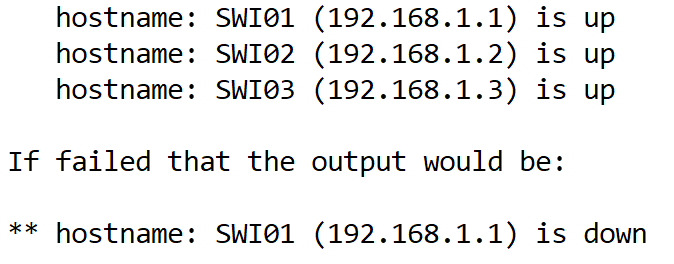 hostname: SWI01 (192.168.1.1) is up
hostname: SWI02 (192.168.1.2) is up
hostname: SWI03 (192.168.1.3) is up
If failed that the output would be:
** hostname: SWI01 (192.168.1.1) is down